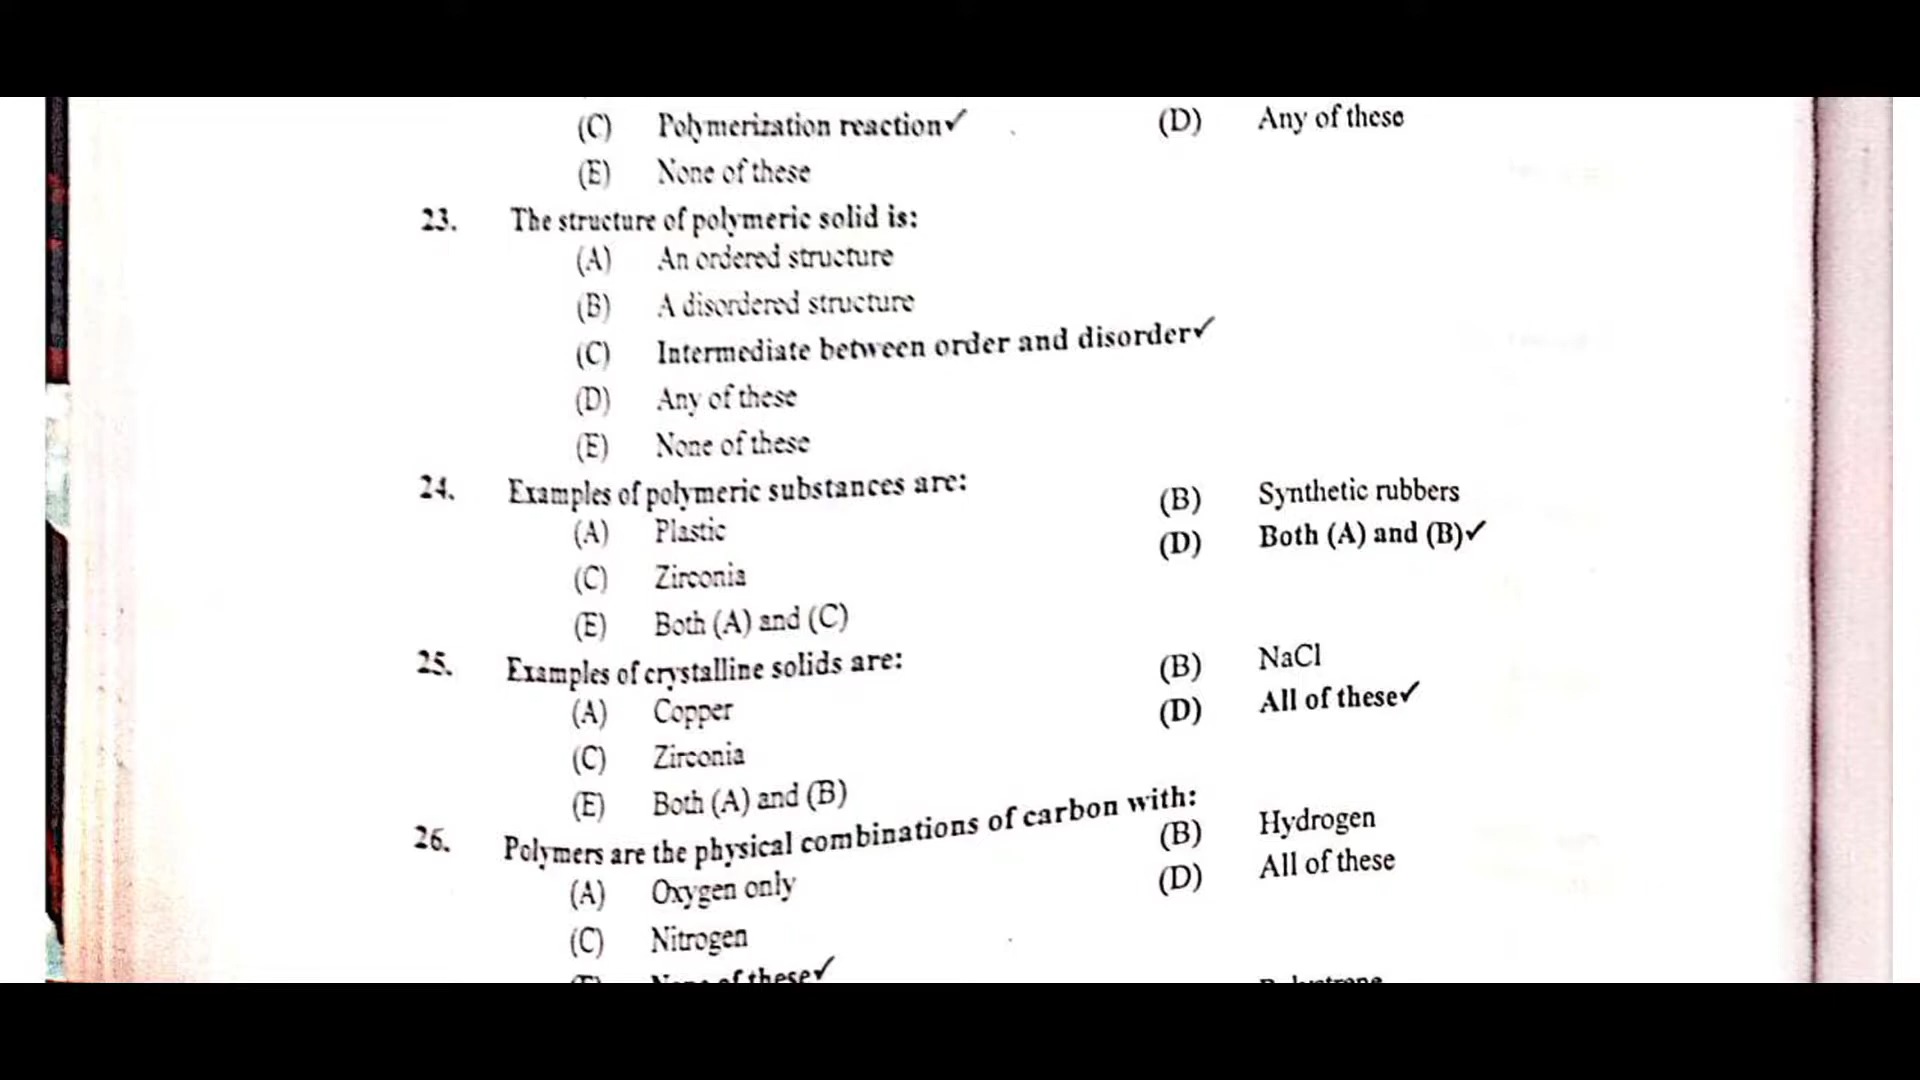 (C) Polymerization reaction✓ (D) Any of these
(E) None of these
23. The structure of polymeric solid is:
(A) An ordered structure
(B) A disordered structure
(C) Intermediate between order and disorder✓
(D) Any of these
(E) None of these
24. Examples of polymeric substances are:
(A) Plastic (B) Synthetic rubbers
(C) Zirconia (D) Both (A) and (B)✓
(E) Both (A) and (C)
25. Examples of crystalline solids are:
(A) Copper (B) NaCl
(C) Zirconia (D) All of these✓
(E) Both (A) and (B)
26. Polymers are the physical combinations of carbon with:
(A) Oxygen only (B) Hydrogen
(C) Nitrogen (D) All of these
(E) None of these✓